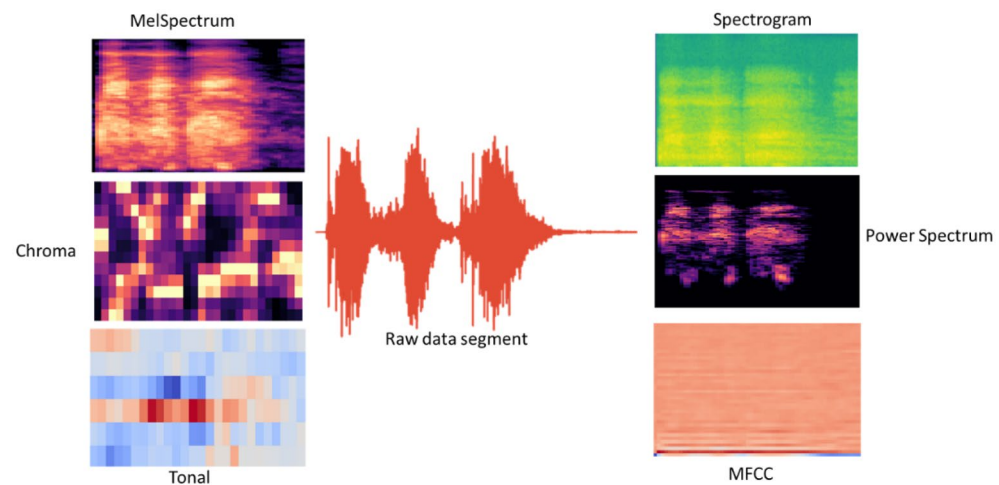 MelSpectrum
Spectrogram
Chroma
Power Spectrum
Raw data segment
Tonal
MFCC